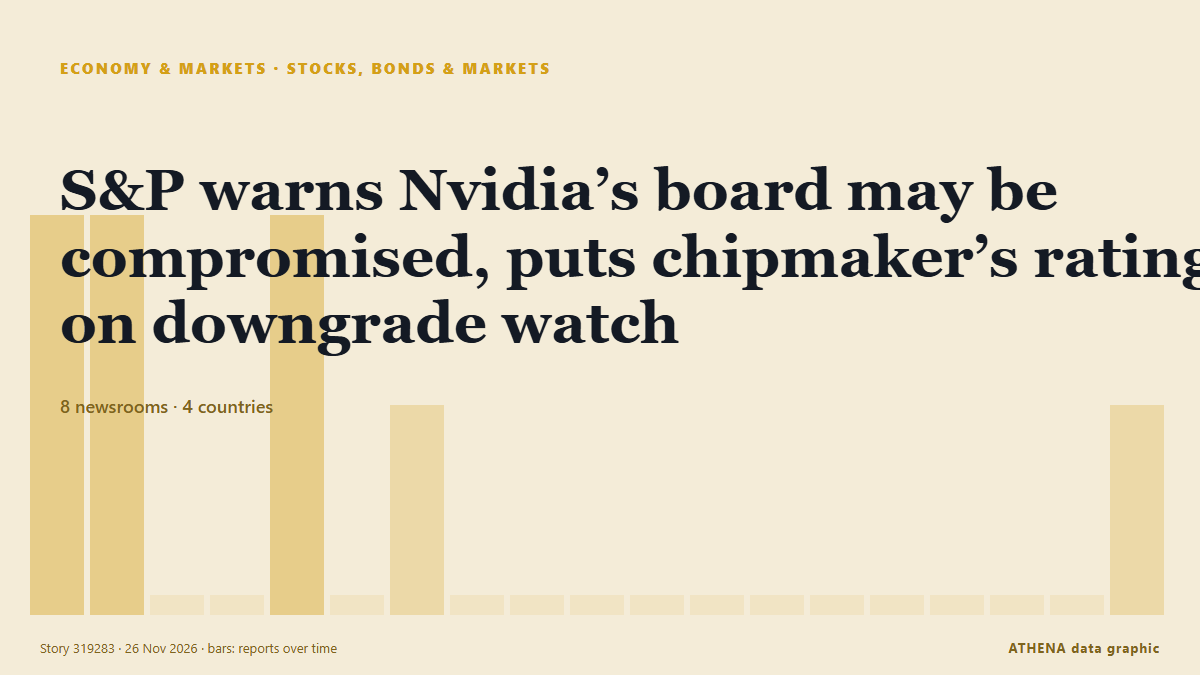 ECONOMY & MARKETS · STOCKS, BONDS & MARKETS
S&P warns Nvidia’s board may be
compromised, puts chipmaker’s rating
on downgrade watch
8 newsrooms · 4 countries
Story 319283 · 26 Nov 2026 · bars: reports over time
ATHENA data graphic